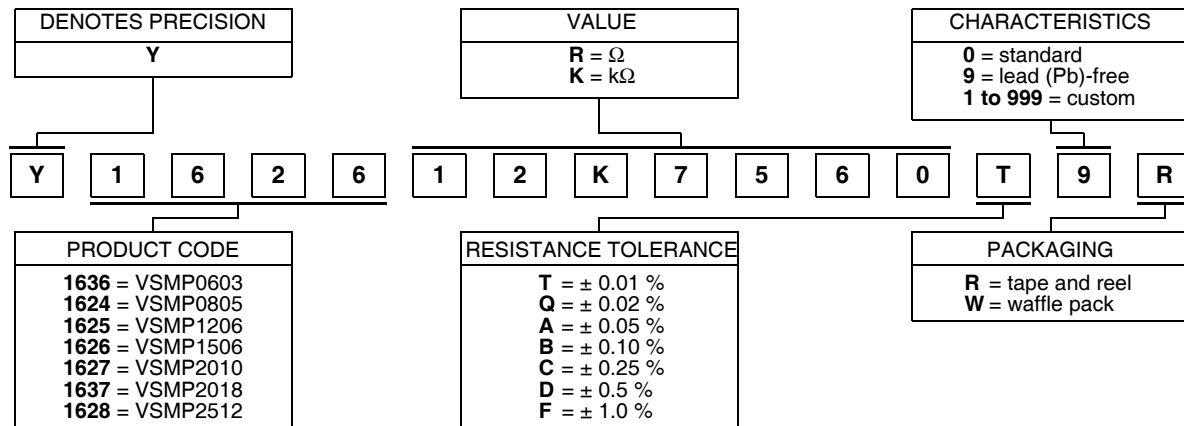 DENOTES PRECISION
Y
VALUE
R = Ω
K = kΩ
CHARACTERISTICS
0 = standard
9 = lead (Pb)-free
1 to 999 = custom
Y 1 6 2 6 1 2 K 7 5 6 0 T 9 R
PRODUCT CODE
1636 = VSMP0603
1624 = VSMP0805
1625 = VSMP1206
1626 = VSMP1506
1627 = VSMP2010
1637 = VSMP2018
1628 = VSMP2512
RESISTANCE TOLERANCE
T = ± 0.01 %
Q = ± 0.02 %
A = ± 0.05 %
B = ± 0.10 %
C = ± 0.25 %
D = ± 0.5 %
F = ± 1.0 %
PACKAGING
R = tape and reel
W = waffle pack